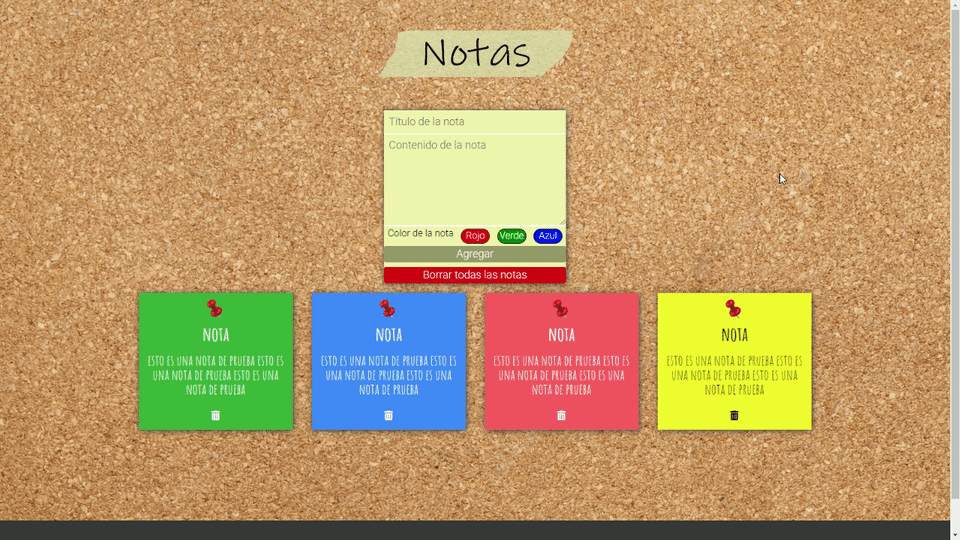 Notas
Título de la nota
Contenido de la nota
Color de la nota Rojo Verde Azul
Agregar
Borrar todas las notas
NOTA
ESTO ES UNA NOTA DE PRUEBA ESTO ES
UNA NOTA DE PRUEBA ESTO ES UNA
NOTA DE PRUEBA
NOTA
ESTO ES UNA NOTA DE PRUEBA ESTO ES
UNA NOTA DE PRUEBA ESTO ES UNA
NOTA DE PRUEBA
NOTA
ESTO ES UNA NOTA DE PRUEBA ESTO ES
UNA NOTA DE PRUEBA ESTO ES UNA
NOTA DE PRUEBA
NOTA
ESTO ES UNA NOTA DE PRUEBA ESTO ES
UNA NOTA DE PRUEBA ESTO ES UNA
NOTA DE PRUEBA